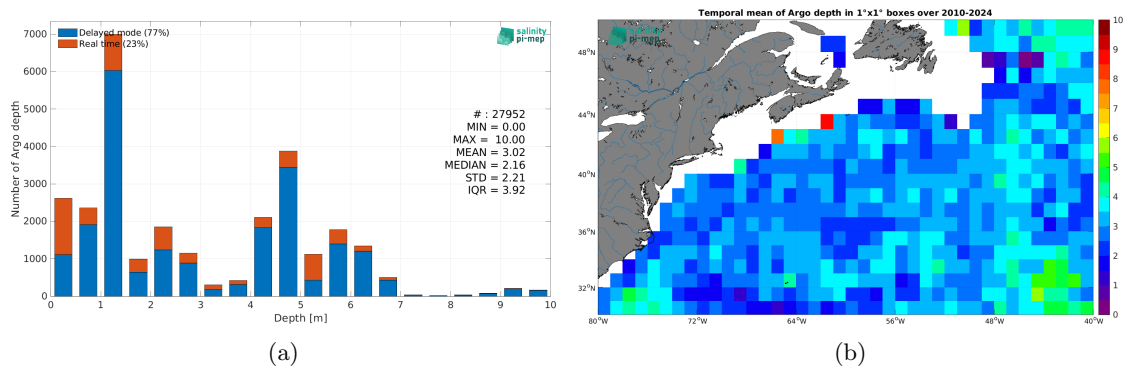 Delayed mode (77%)
Real time (23%)
salinity
pi-mep
# : 27952
MIN = 0.00
MAX = 10.00
MEAN = 3.02
MEDIAN = 2.16
STD = 2.21
IQR = 3.92
Number of Argo depth
7000
6000
5000
4000
3000
2000
1000
0
0 1 2 3 4 5 6 7 8 9 10
Depth [m]
(a)
Temporal mean of Argo depth in 1°x1° boxes over 2010-2024
pi-mep
48°N
44°N
40°N
36°N
32°N
80°W 72°W 64°W 56°W 48°W 40°W
10
9
8
7
6
5
4
3
2
1
0
(b)